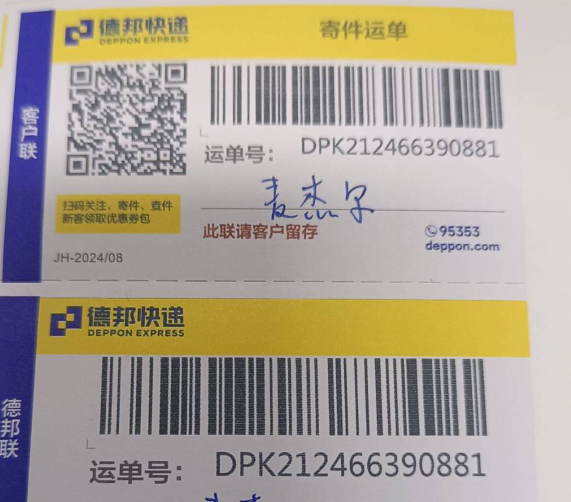 德邦快递
DEPPON EXPRESS
寄件运单
客户联
运单号: DPK212466390881
扫码关注、寄件、查件
新客领取优惠券包
麦杰尔
此联请客户留存
95353
deppon.com
JH-2024/08
德邦快递
DEPPON EXPRESS
德邦联
运单号: DPK212466390881